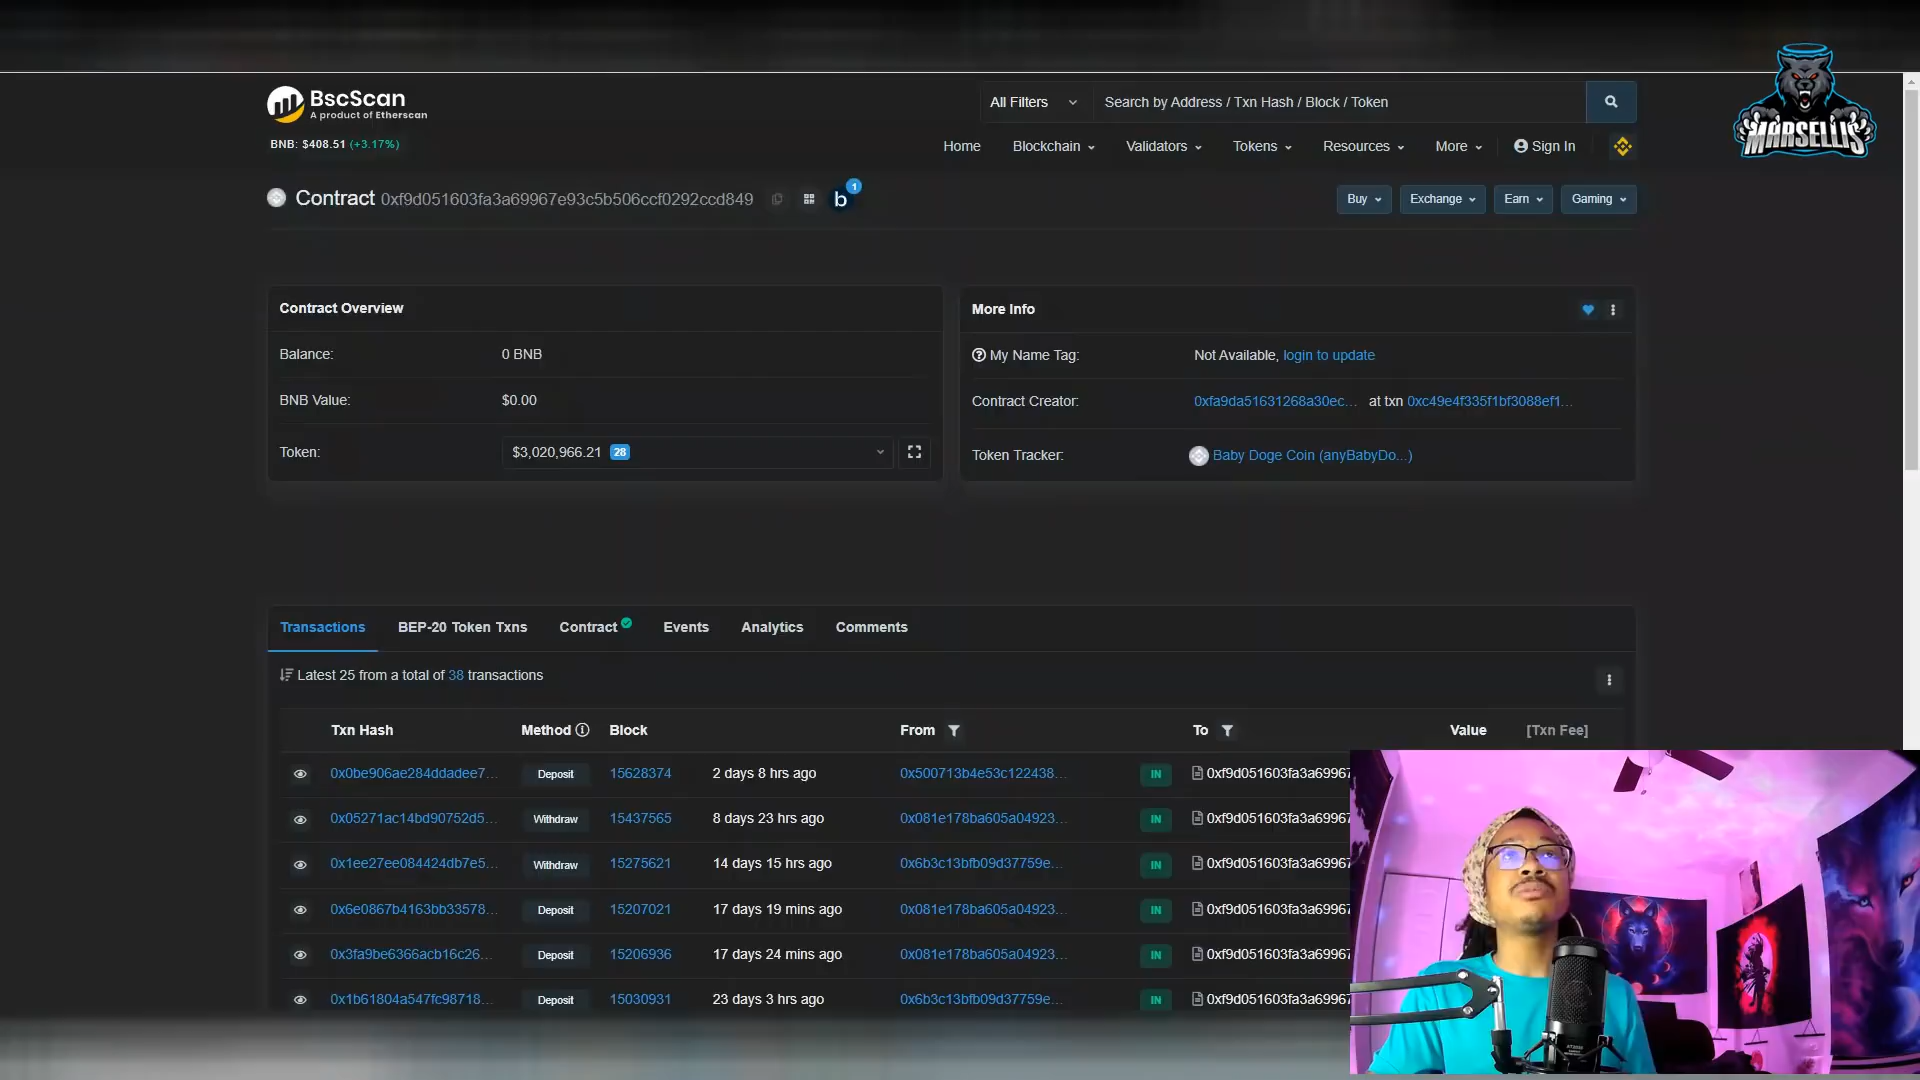 BscScan
A product of Etherscan
All Filters
Search by Address / Txn Hash / Block / Token
MARSELLIS
BNB: $408.51 (+3.17%)
Home Blockchain Validators Tokens Resources More Sign In
Contract 0xf9d051603fa3a69967e93c5b506ccf0292ccd849 b 1
Buy Exchange Earn Gaming
Contract Overview
Balance: 0 BNB
BNB Value: $0.00
Token: $3,020,966.21 28
More Info
My Name Tag: Not Available, login to update
Contract Creator: 0xfa9da51631268a30ec... at txn 0xc49e4f335f1bf3088ef1...
Token Tracker: Baby Doge Coin (anyBabyDo...)
Transactions BEP-20 Token Txns Contract Events Analytics Comments
Latest 25 from a total of 38 transactions
Txn Hash Method Block From To Value [Txn Fee]
0x0be906ae284ddadee7... Deposit 15628374 2 days 8 hrs ago 0x500713b4e53c122438... IN 0xf9d051603fa3a69967
0x05271ac14bd90752d5... Withdraw 15437565 8 days 23 hrs ago 0x081e178ba605a04923... IN 0xf9d051603fa3a69967
0x1ee27ee084424db7e5... Withdraw 15275621 14 days 15 hrs ago 0x6b3c13bfb09d37759e... IN 0xf9d051603fa3a69967
0x6e0867b4163bb33578... Deposit 15207021 17 days 19 mins ago 0x081e178ba605a04923... IN 0xf9d051603fa3a69967
0x3fa9be6366acb16c26... Deposit 15206936 17 days 24 mins ago 0x081e178ba605a04923... IN 0xf9d051603fa3a69967
0x1b61804a547fc98718... Deposit 15030931 23 days 3 hrs ago 0x6b3c13bfb09d37759e... IN 0xf9d051603fa3a69967